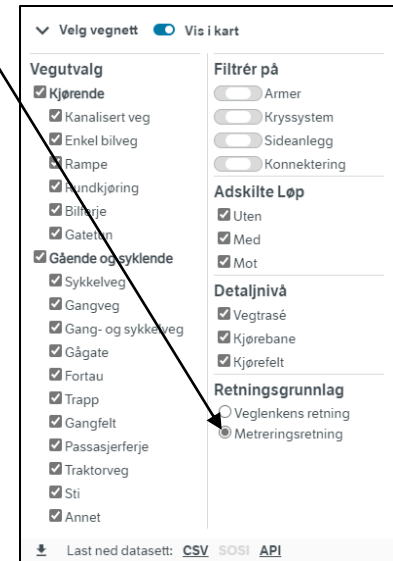 Velg vegnett Vis i kart
Vegutvalg
Kjørende
Kanalisert veg
Enkel bilveg
Rampe
Rundkjøring
Bilferje
Gatetun
Gående og syklende
Sykkelveg
Gangveg
Gang- og sykkelveg
Gågate
Fortau
Trapp
Gangfelt
Passasjerferje
Traktorveg
Sti
Annet
Filtrér på
Armer
Kryssystem
Sideanlegg
Konnektering
Adskilte Løp
Uten
Med
Mot
Detaljnivå
Vegtrasé
Kjørebane
Kjørefelt
Retningsgrunnlag
Veglenkens retning
Metreringsretning
Last ned datasett: CSV SOSI API